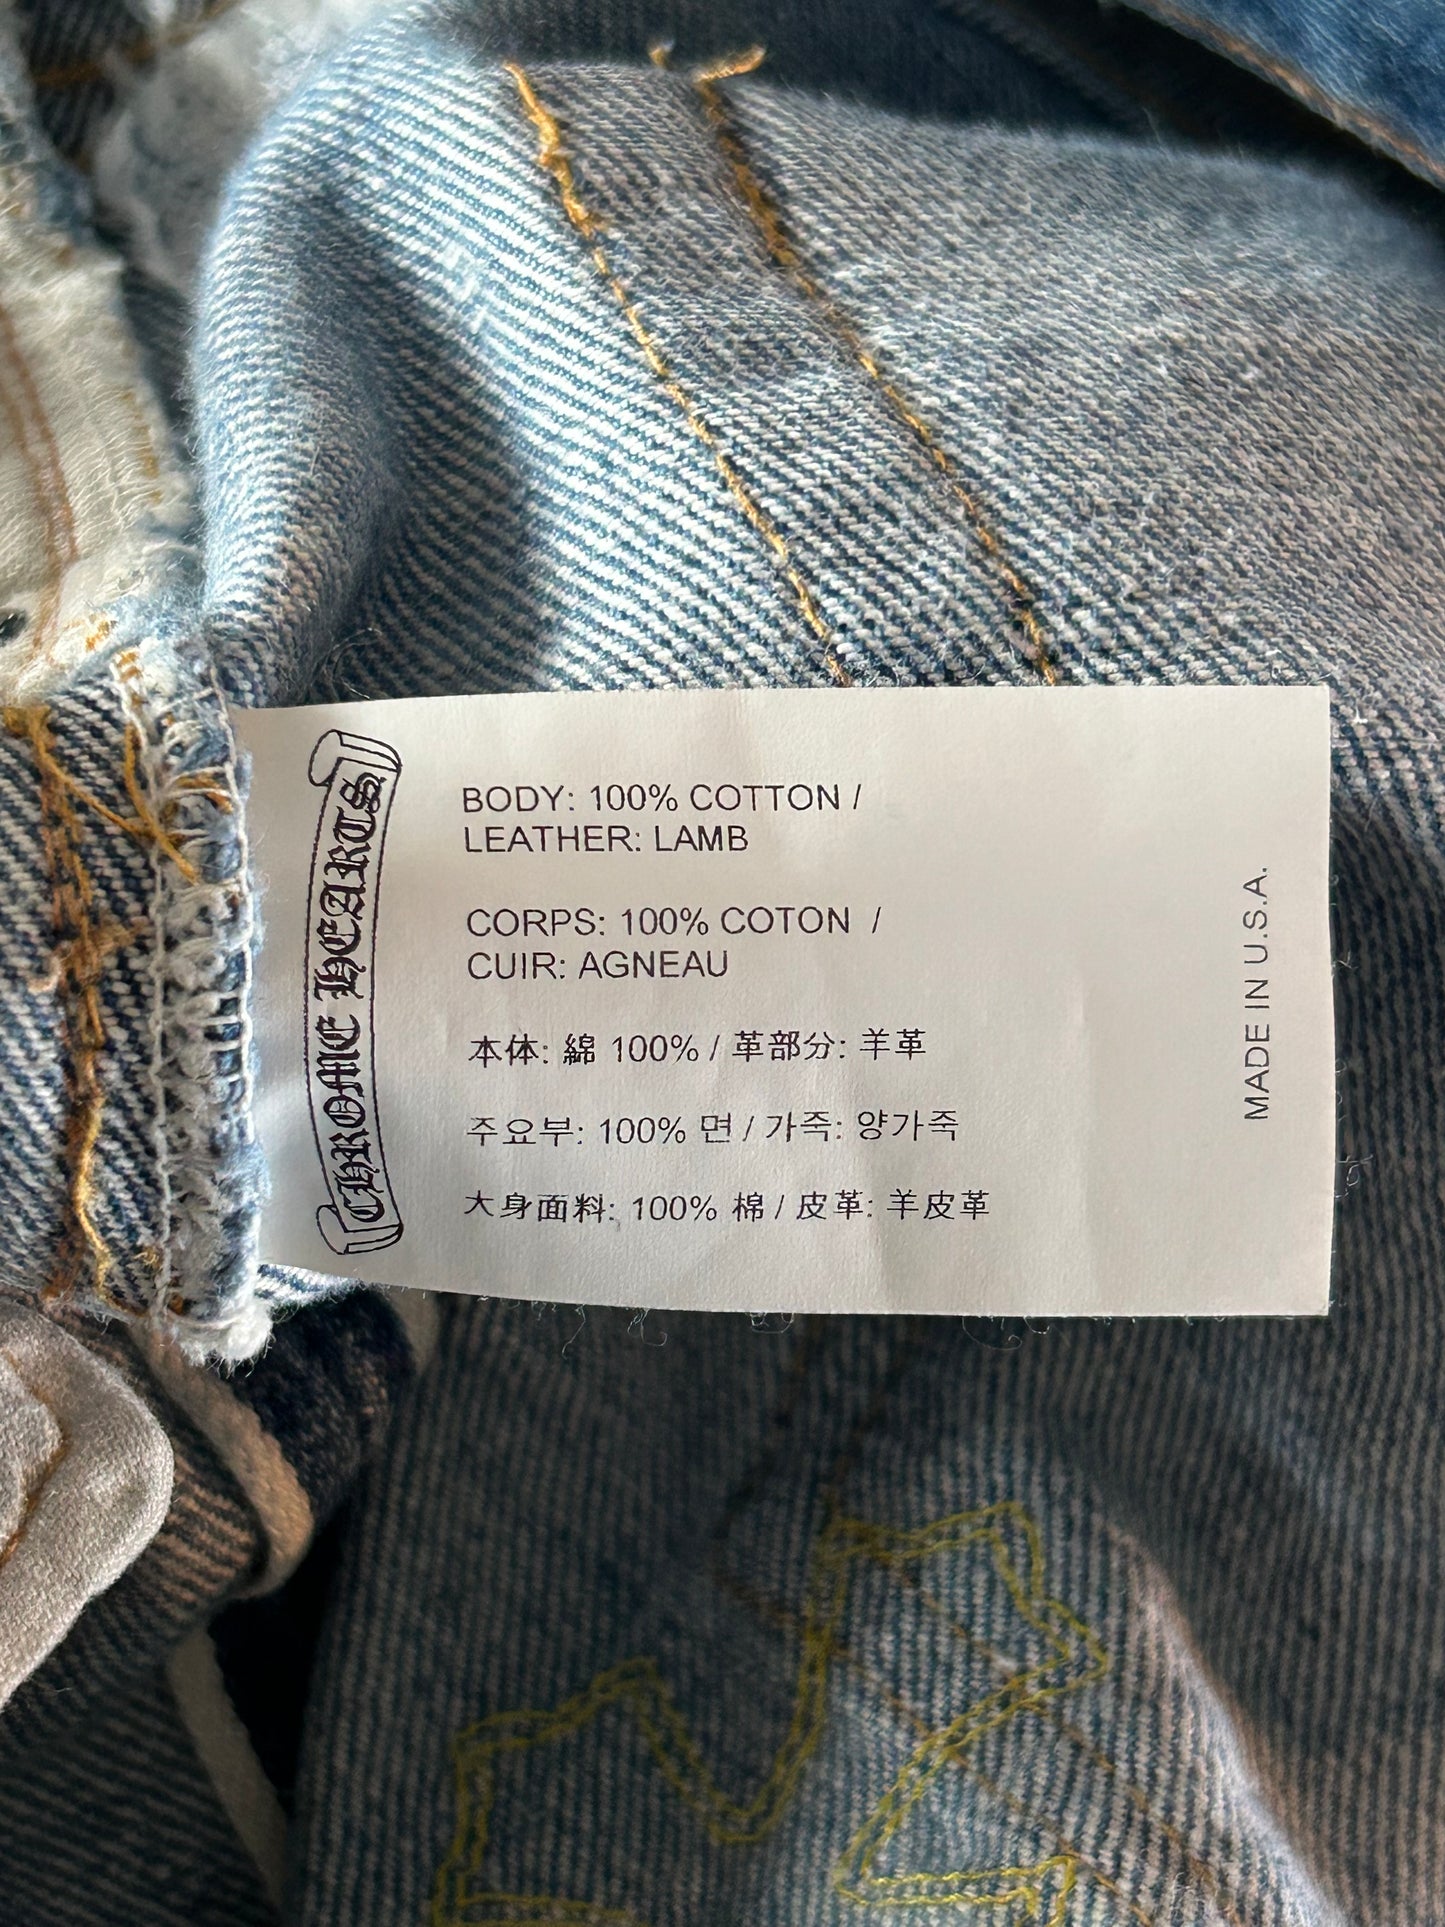 CHROME HEARTS
BODY: 100% COTTON /
LEATHER: LAMB
CORPS: 100% COTON /
CUIR: AGNEAU
本体: 綿 100% / 革部分: 羊革
주요부: 100% 면 / 가죽: 양가죽
大身面料: 100% 棉 / 皮革: 羊皮革
MADE IN U.S.A.